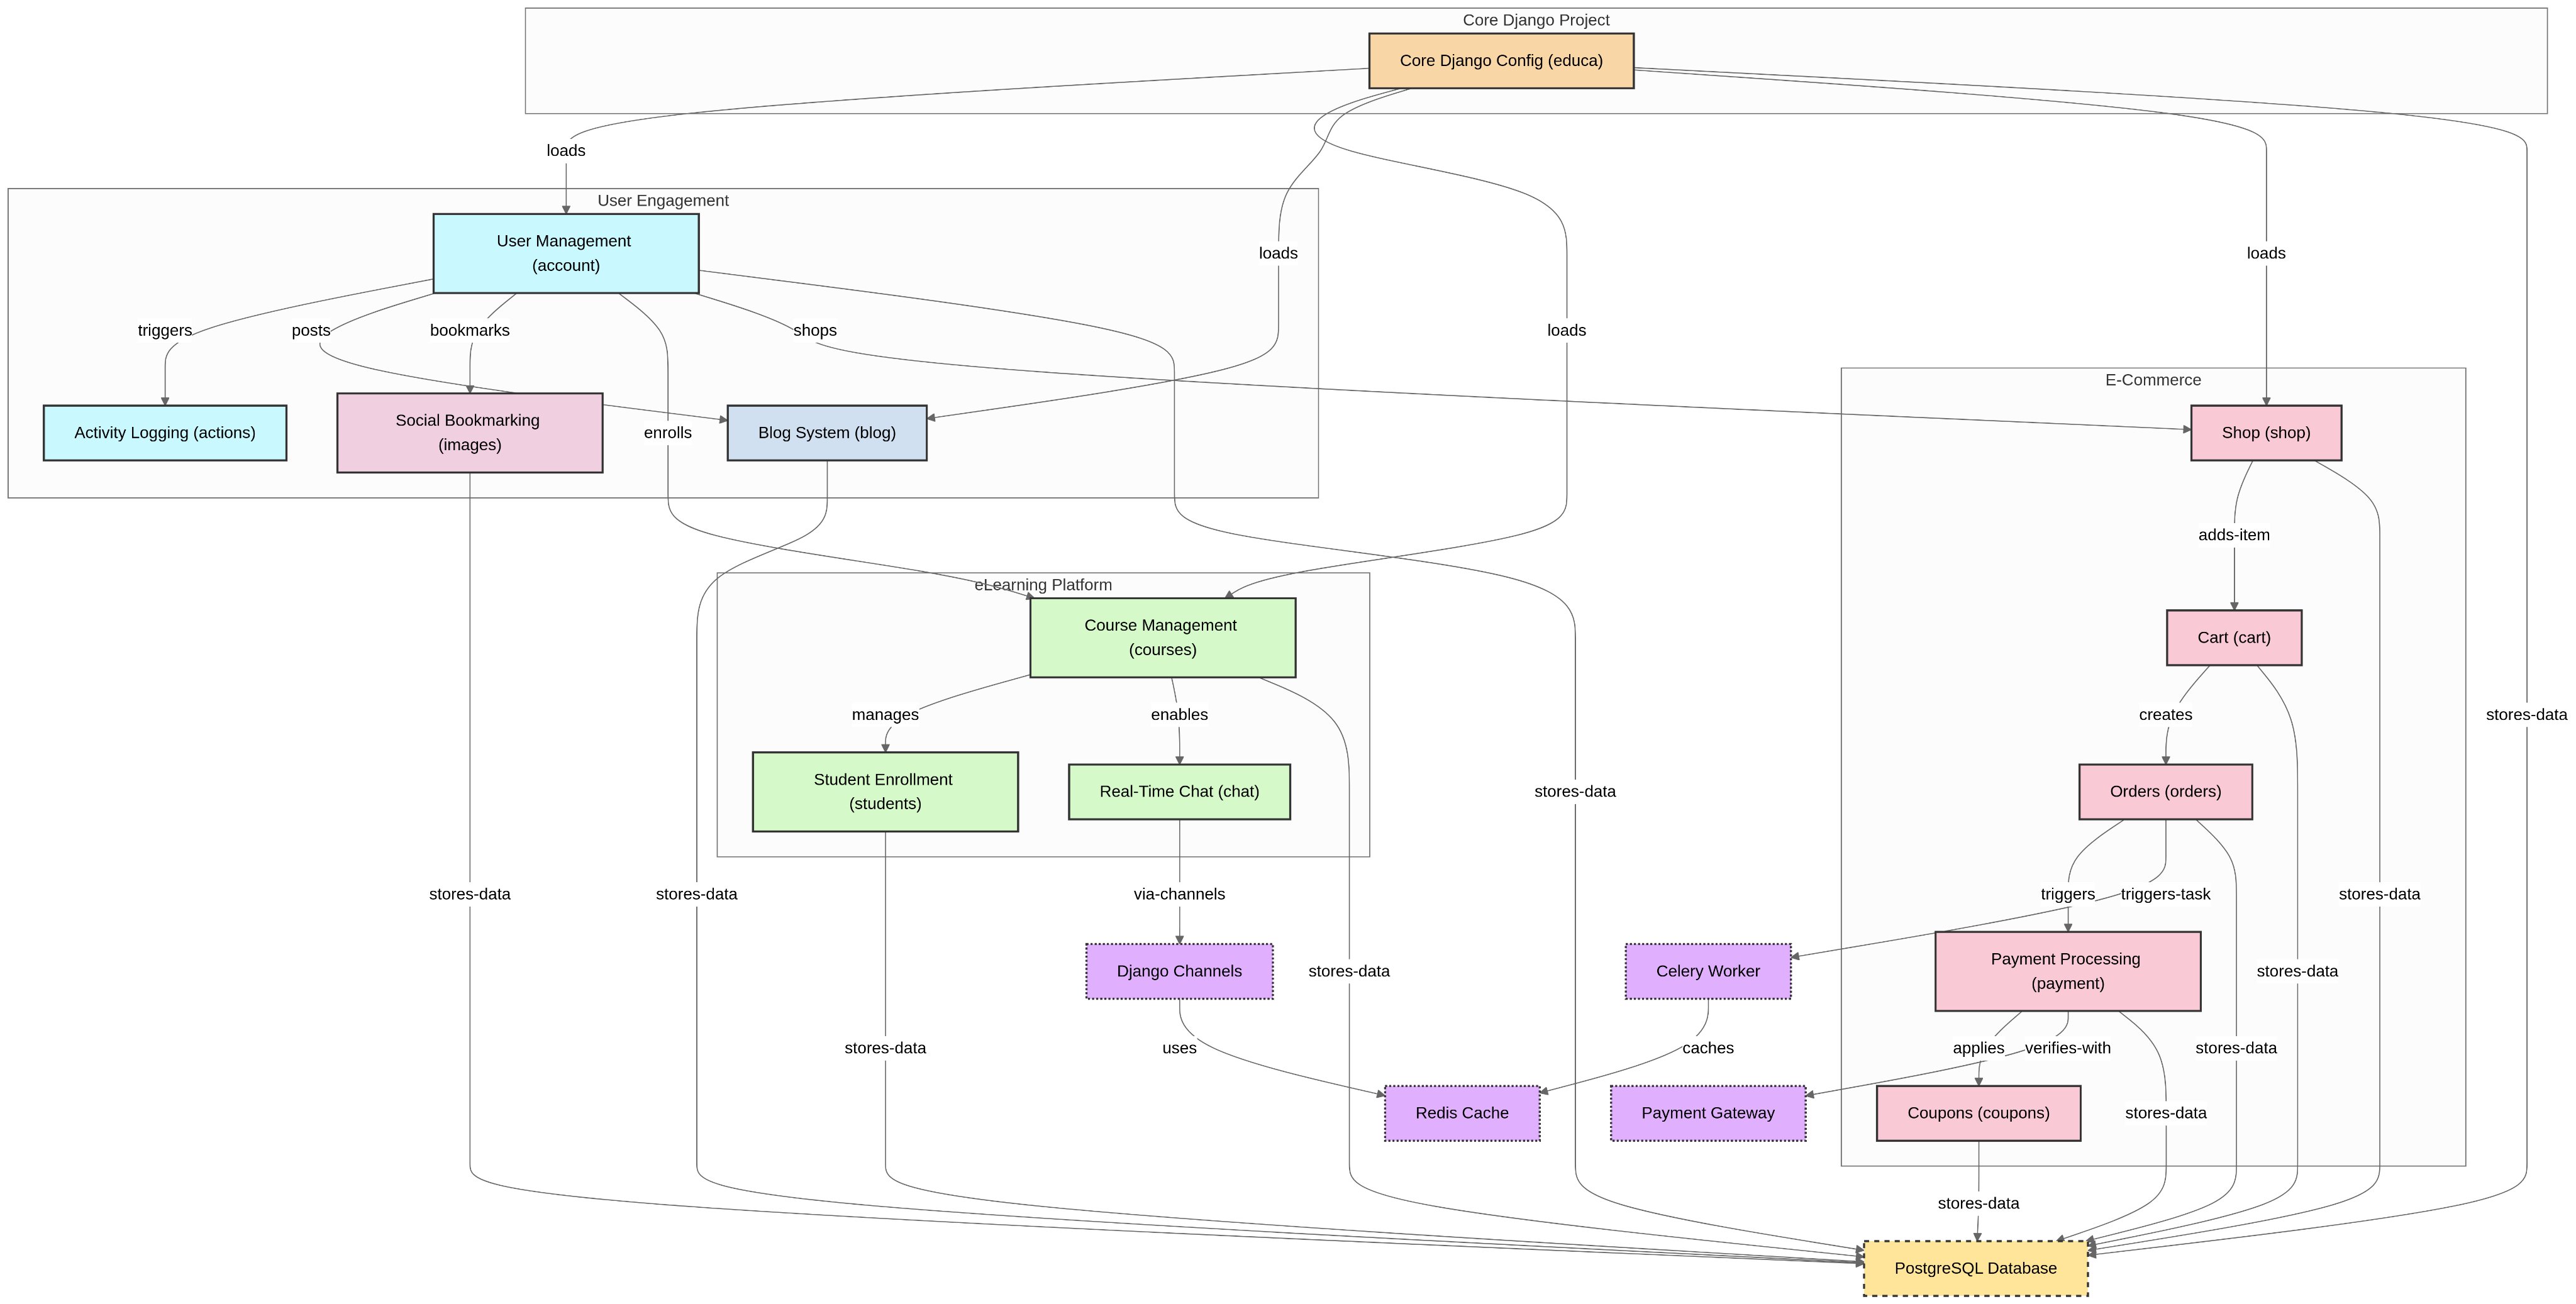 Core Django Project
Core Django Config (educa)
loads
User Engagement
User Management
(account)
loads
loads
triggers
posts
bookmarks
shops
loads
E-Commerce
Activity Logging (actions)
Social Bookmarking
(images)
enrolls
Blog System (blog)
Shop (shop)
adds-item
eLearning Platform
Course Management
(courses)
Cart (cart)
manages
enables
creates
stores-data
Student Enrollment
(students)
Real-Time Chat (chat)
stores-data
Orders (orders)
stores-data
stores-data
via-channels
triggers
triggers-task
stores-data
Django Channels
stores-data
Celery Worker
Payment Processing
(payment)
stores-data
stores-data
uses
caches
applies
verifies-with
stores-data
Redis Cache
Payment Gateway
Coupons (coupons)
stores-data
stores-data
PostgreSQL Database